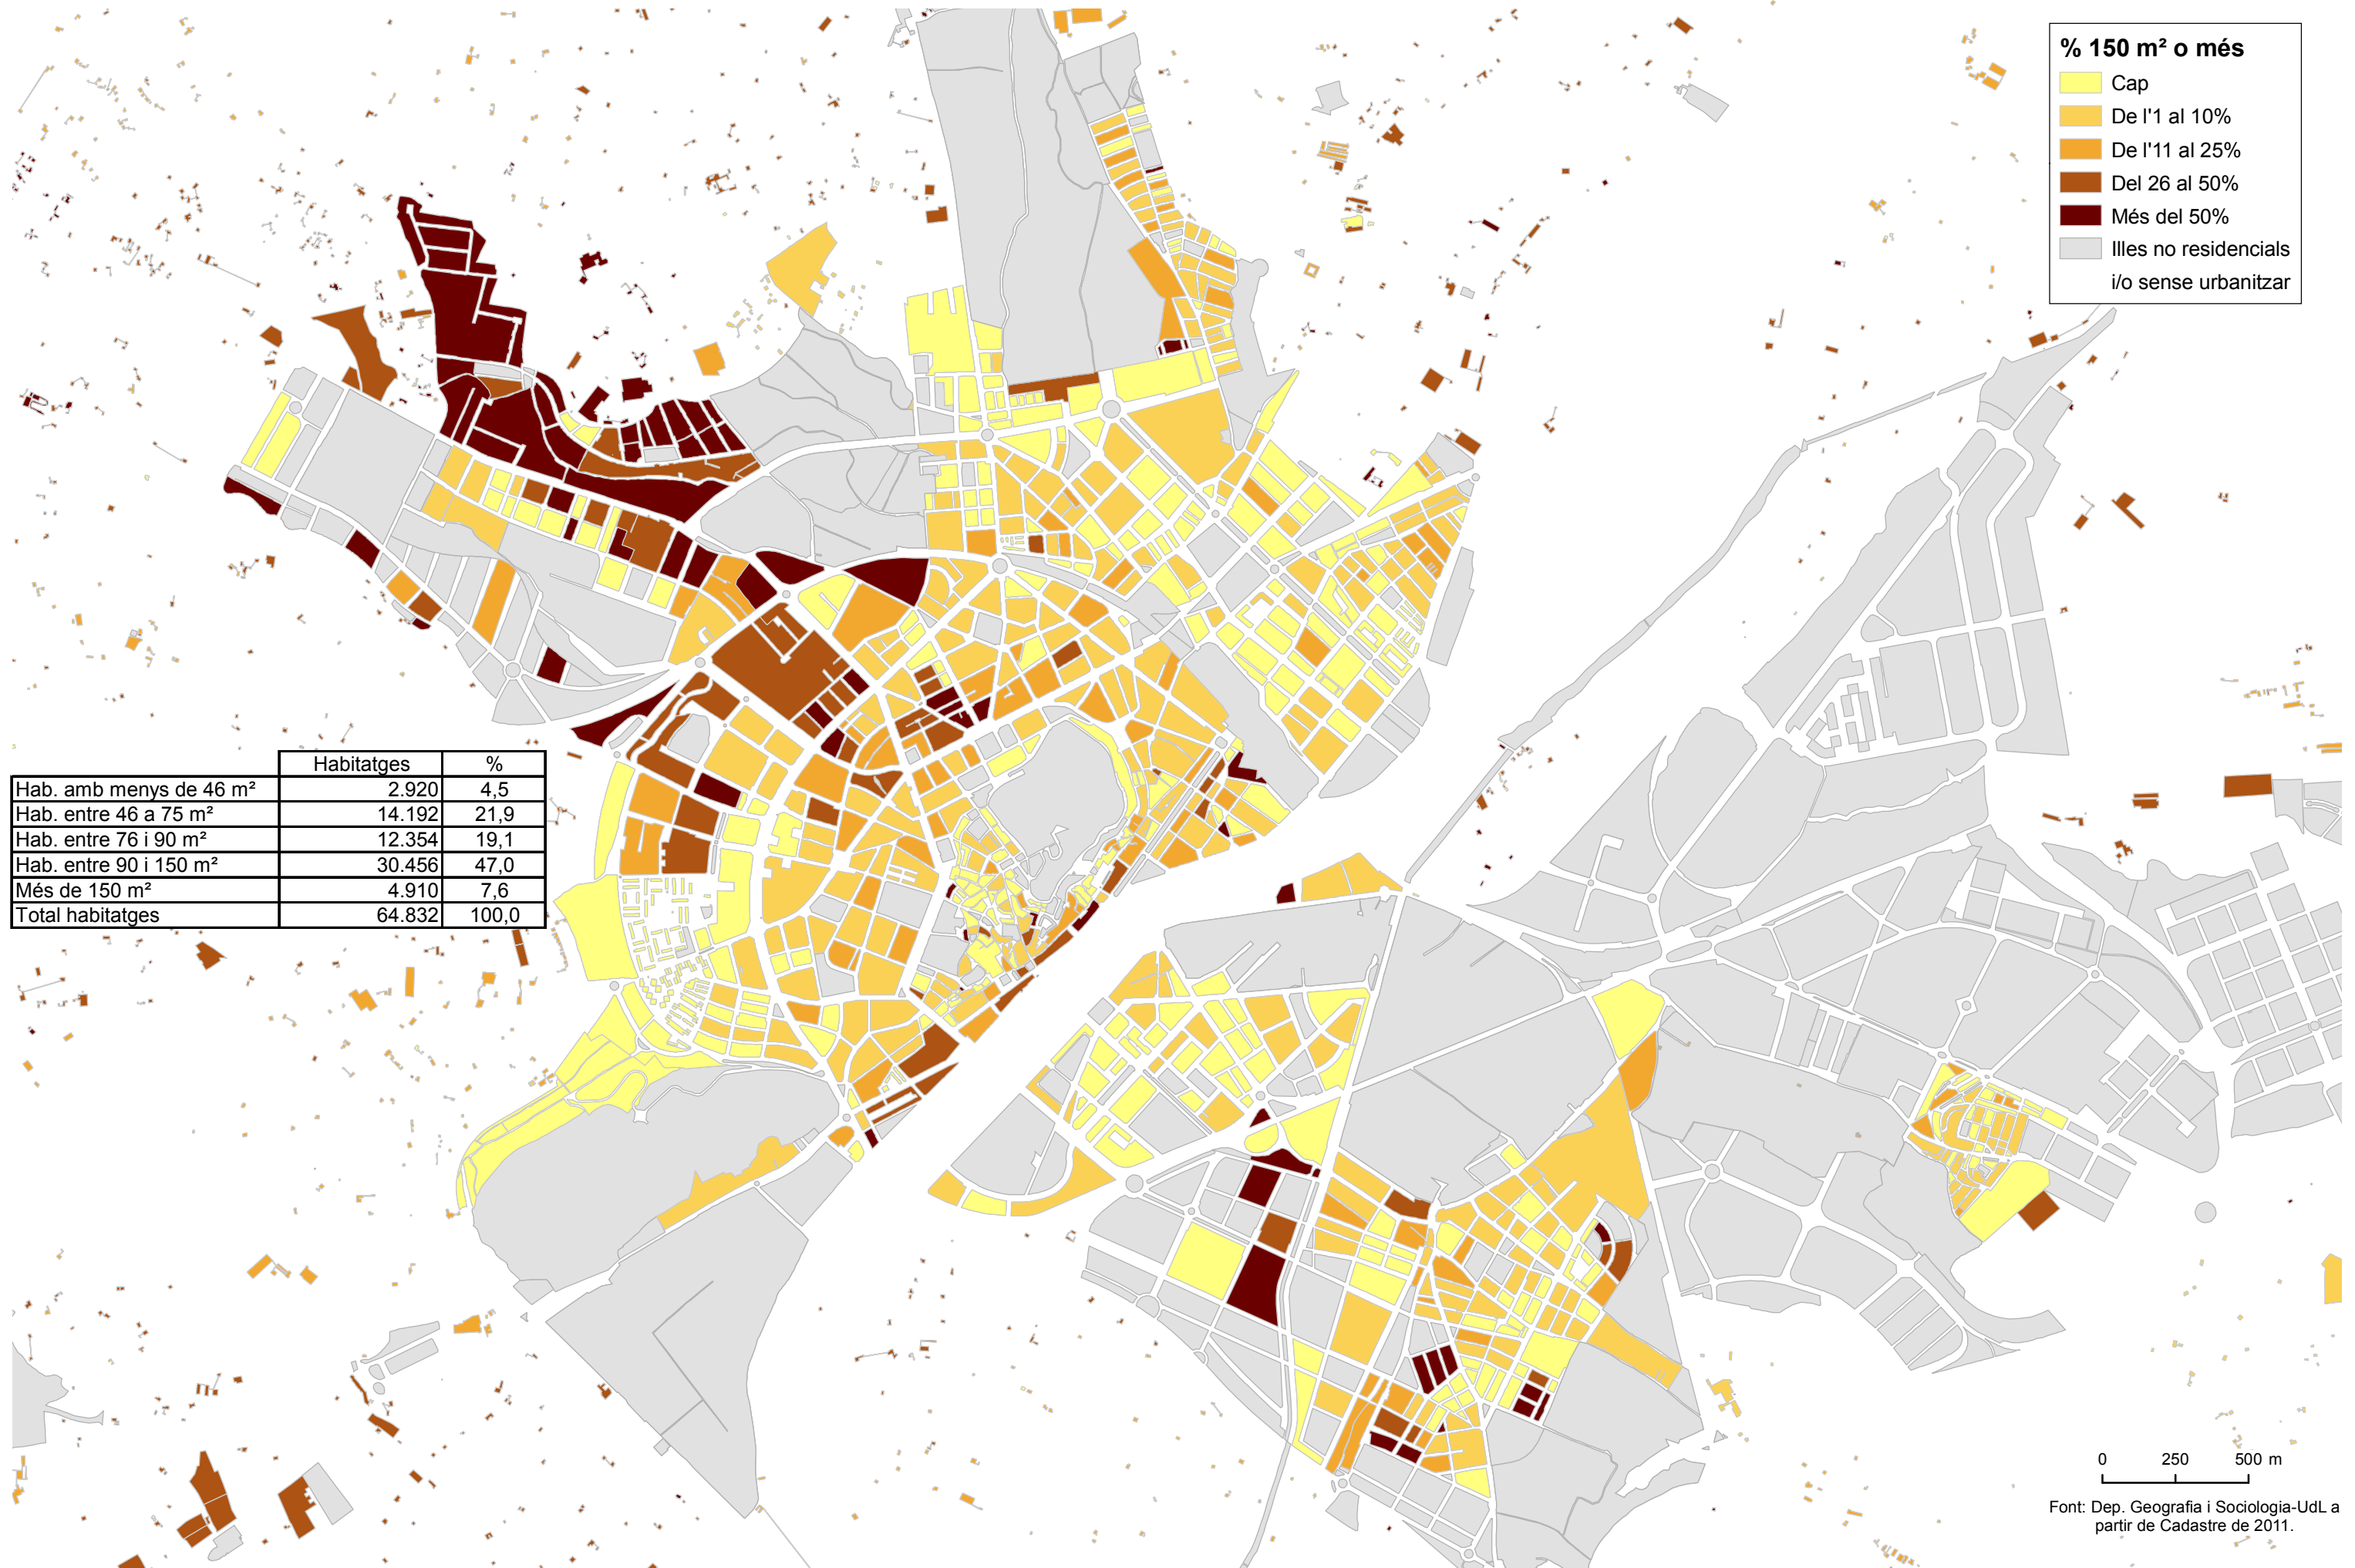 % 150 m² o més
Cap
De l'1 al 10%
De l'11 al 25%
Del 26 al 50%
Més del 50%
Illes no residencials
i/o sense urbanitzar
Habitatges %
Hab. amb menys de 46 m² 2.920 4,5
Hab. entre 46 a 75 m² 14.192 21,9
Hab. entre 76 i 90 m² 12.354 19,1
Hab. entre 90 i 150 m² 30.456 47,0
Més de 150 m² 4.910 7,6
Total habitatges 64.832 100,0
0 250 500 m
Font: Dep. Geografia i Sociologia-UdL a
partir de Cadastre de 2011.